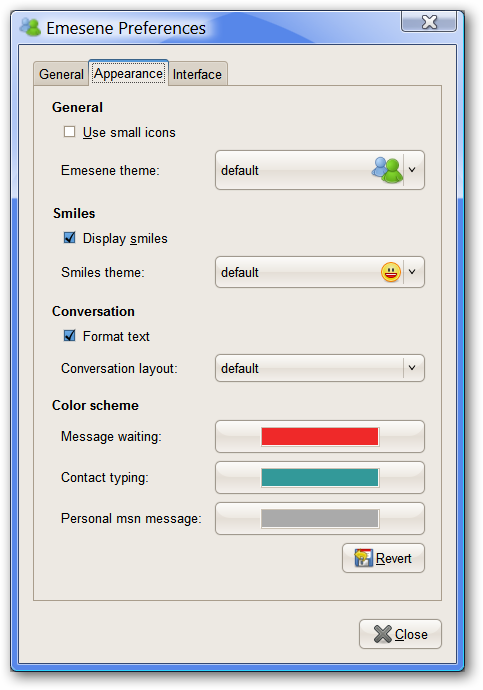 Emesene Preferences
General Appearance Interface
General
Use small icons
Emesene theme: default
Smiles
Display smiles
Smiles theme: default
Conversation
Format text
Conversation layout: default
Color scheme
Message waiting:
Contact typing:
Personal msn message:
Revert
Close